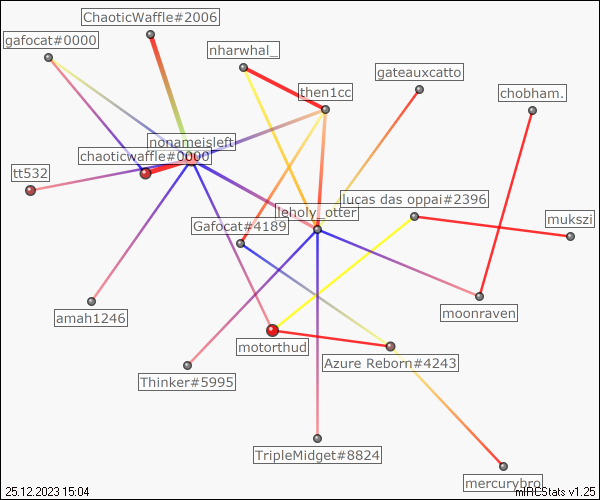 ChaoticWaffle#2006
gafocat#0000
nharwhal_
gateauxcatto
then1cc
chobham.
nonameisleft
chaoticwaffle#0000
tt532
lucas das oppai#2396
leholy_otter
Gafocat#4189
mukszi
amah1246
moonraven
motorthud
Azure Reborn#4243
Thinker#5995
TripleMidget#8824
mercurybro
25.12.2023 15:04
mIRCStats v1.25